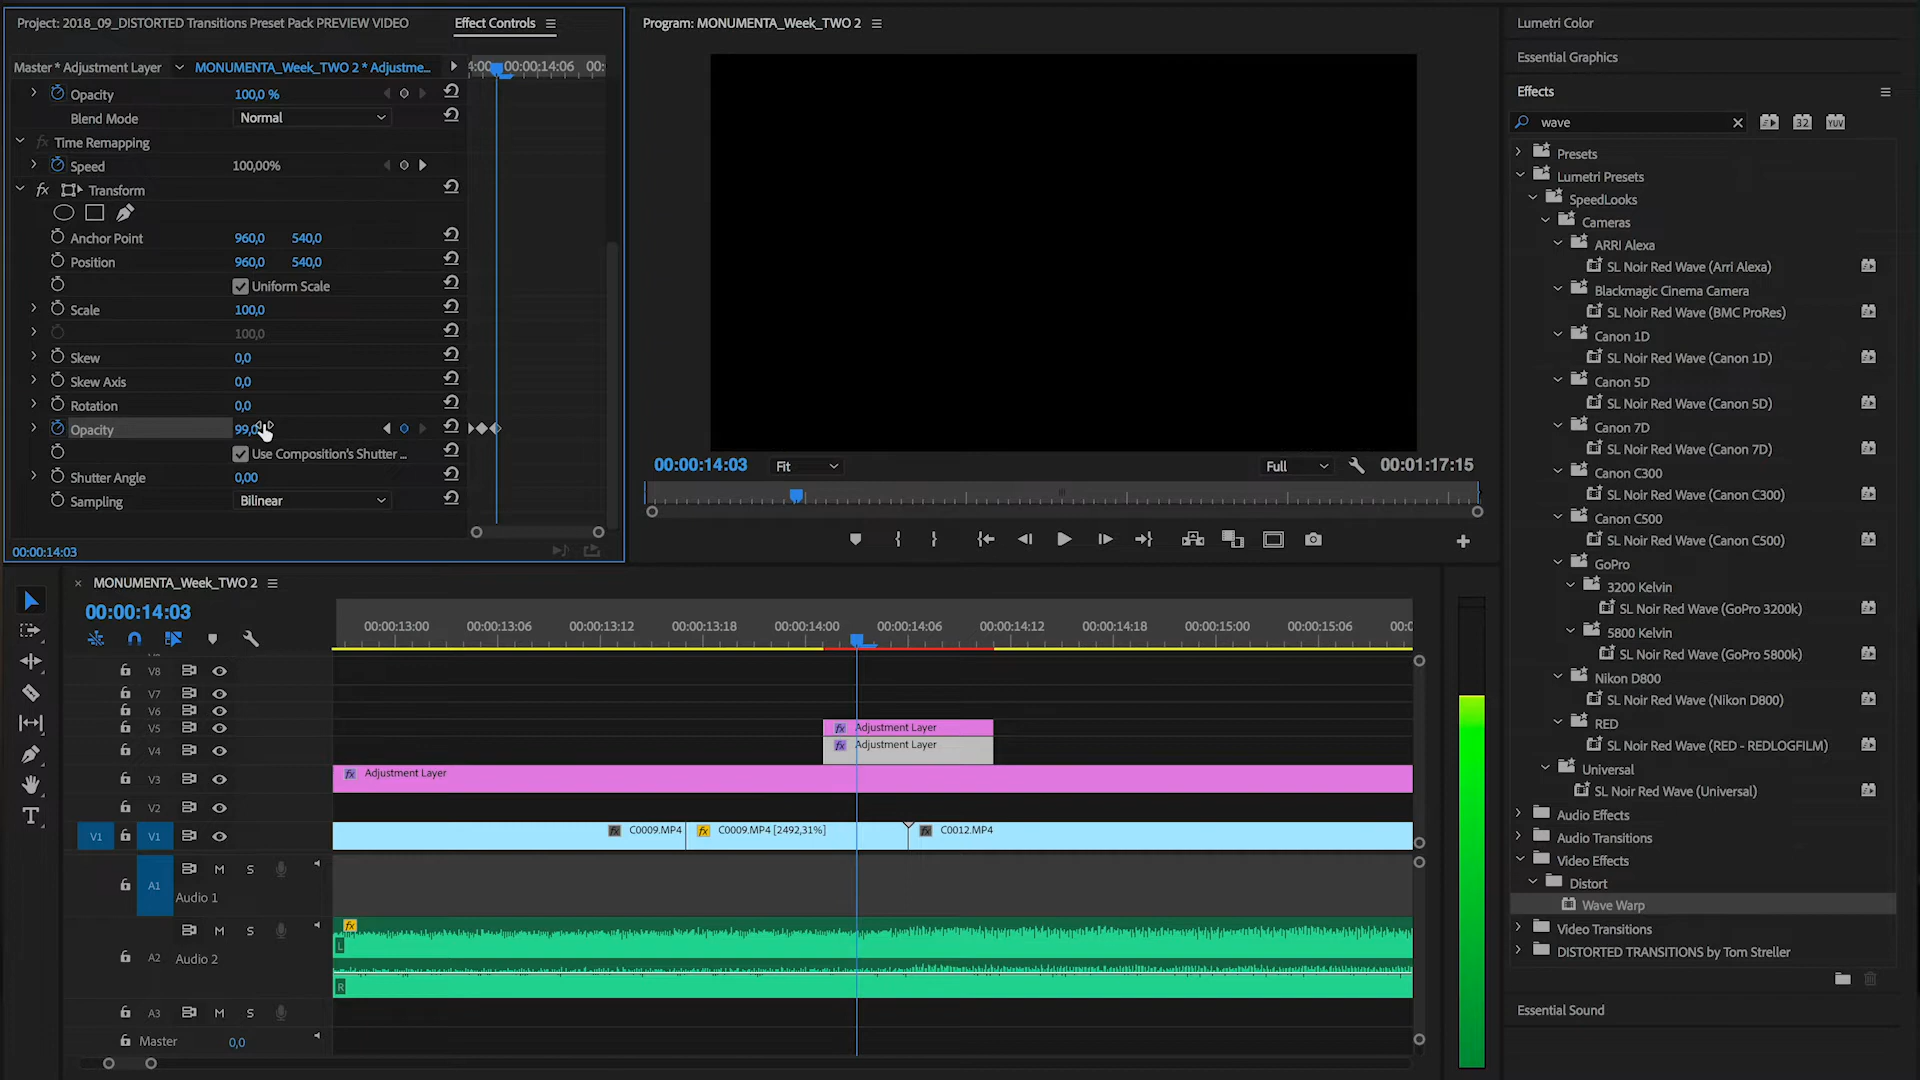 Project: 2018_09_DISTORTED Transitions Preset Pack PREVIEW VIDEO
Effect Controls
Master * Adjustment Layer
MONUMENTA_Week_TWO 2 * Adjustme...
4:00
00:00:14:06
00:
Opacity 100,0 %
Blend Mode Normal
Time Remapping
Speed 100,00%
fx Transform
Anchor Point 960,0 540,0
Position 960,0 540,0
Uniform Scale
Scale 100,0
100,0
Skew 0,0
Skew Axis 0,0
Rotation 0,0
Opacity 99,0
Use Composition's Shutter ...
Shutter Angle 0,00
Sampling Bilinear
00:00:14:03
Program: MONUMENTA_Week_TWO 2
00:00:14:03 Fit Full 00:01:17:15
Lumetri Color
Essential Graphics
Effects
wave
32
YUV
Presets
Lumetri Presets
SpeedLooks
Cameras
ARRI Alexa
SL Noir Red Wave (Arri Alexa)
Blackmagic Cinema Camera
SL Noir Red Wave (BMC ProRes)
Canon 1D
SL Noir Red Wave (Canon 1D)
Canon 5D
SL Noir Red Wave (Canon 5D)
Canon 7D
SL Noir Red Wave (Canon 7D)
Canon C300
SL Noir Red Wave (Canon C300)
Canon C500
SL Noir Red Wave (Canon C500)
GoPro
3200 Kelvin
SL Noir Red Wave (GoPro 3200k)
5800 Kelvin
SL Noir Red Wave (GoPro 5800k)
Nikon D800
SL Noir Red Wave (Nikon D800)
RED
SL Noir Red Wave (RED - REDLOGFILM)
Universal
SL Noir Red Wave (Universal)
Audio Effects
Audio Transitions
Video Effects
Distort
Wave Warp
Video Transitions
DISTORTED TRANSITIONS by Tom Streller
Essential Sound
MONUMENTA_Week_TWO 2
00:00:14:03
00:00:13:00 00:00:13:06 00:00:13:12 00:00:13:18 00:00:14:00 00:00:14:06 00:00:14:12 00:00:14:18 00:00:15:00 00:00:15:06 00:0
V8
V7
V6
V5
fx Adjustment Layer
V4
fx Adjustment Layer
V3
fx Adjustment Layer
V2
V1 V1
fx C0009.MP4
fx C0009.MP4 [2492,31%]
fx C0012.MP4
A1 M S
Audio 1
A2 M S
Audio 2
fx
L
R
A3 M S
Master 0,0